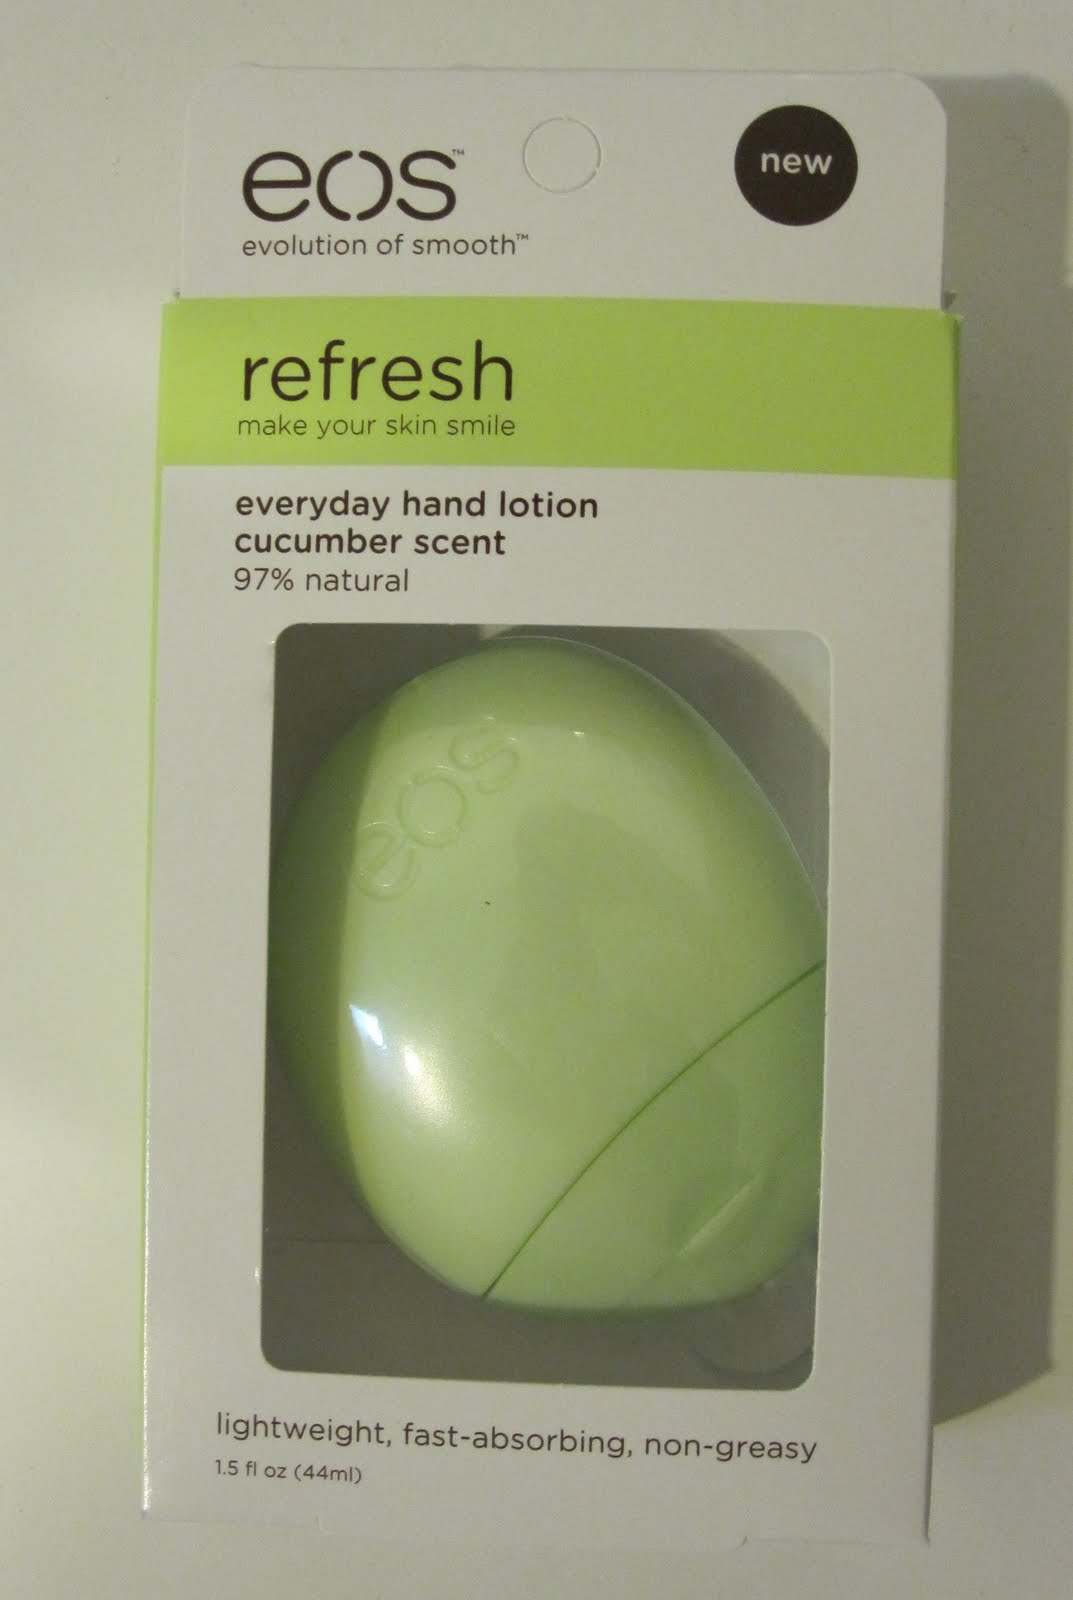 eos™
new
evolution of smooth™
refresh
make your skin smile
everyday hand lotion
cucumber scent
97% natural
eos
lightweight, fast-absorbing, non-greasy
1.5 fl oz (44ml)